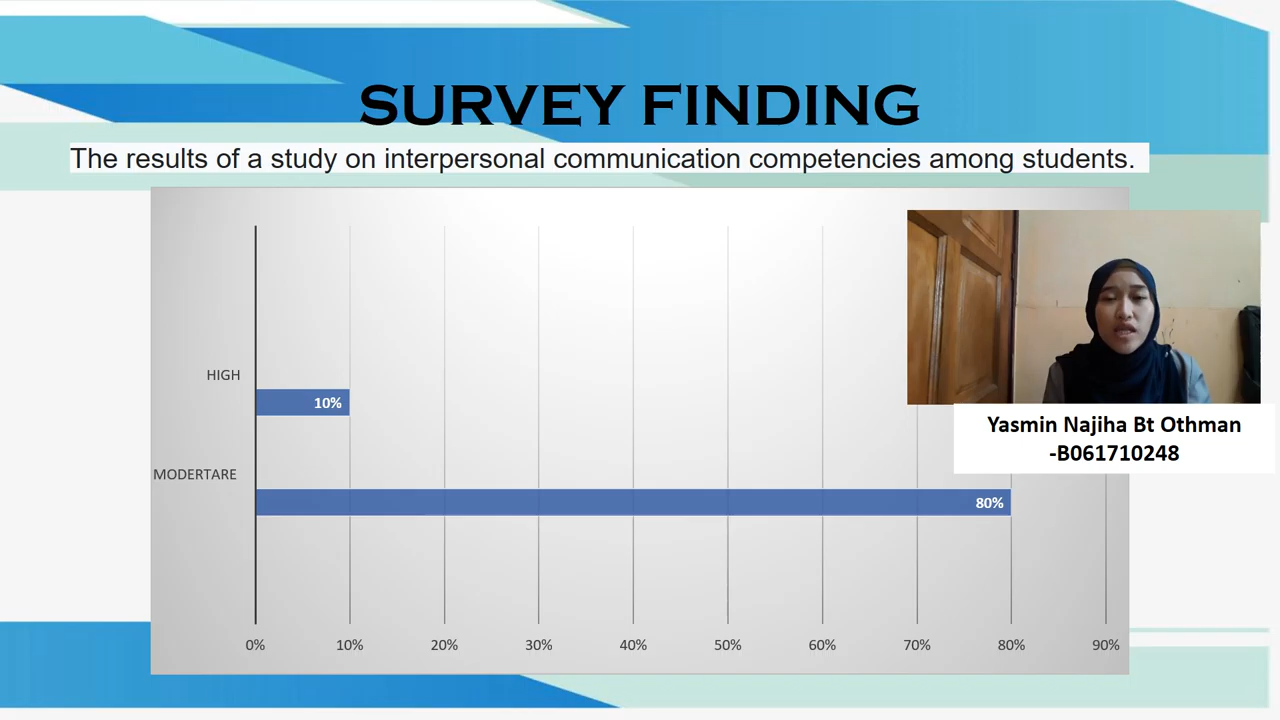 SURVEY FINDING
The results of a study on interpersonal communication competencies among students.
HIGH
10%
MODERTARE
80%
0% 10% 20% 30% 40% 50% 60% 70% 80% 90%
Yasmin Najiha Bt Othman
-B061710248